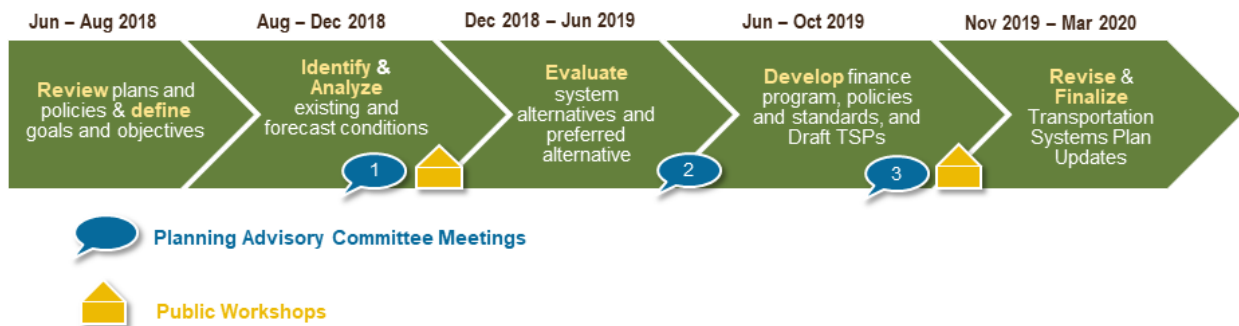 Jun – Aug 2018
Aug – Dec 2018
Dec 2018 – Jun 2019
Jun – Oct 2019
Nov 2019 – Mar 2020
Review plans and
policies & define
goals and objectives
Identify &
Analyze
existing and
forecast conditions
Evaluate
system
alternatives and
preferred
alternative
Develop finance
program, policies
and standards, and
Draft TSPs
Revise &
Finalize
Transportation
Systems Plan
Updates
1
2
3
Planning Advisory Committee Meetings
Public Workshops